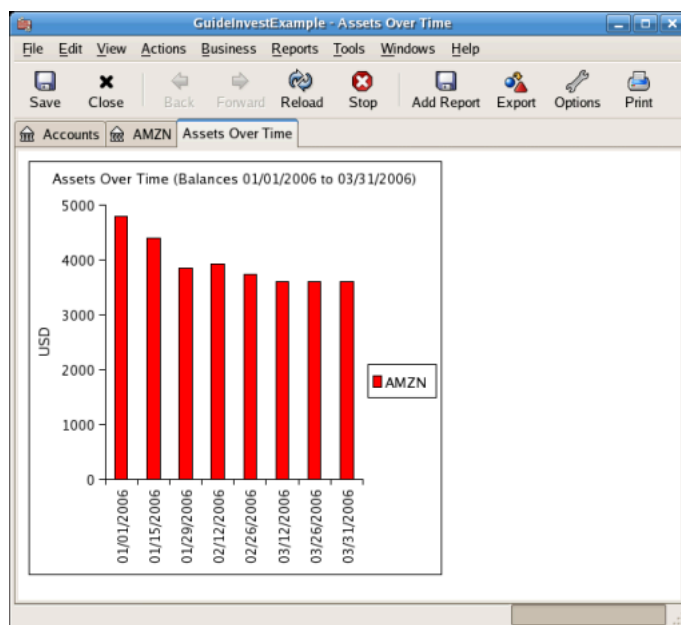 GuideInvestExample - Assets Over Time
File Edit View Actions Business Reports Tools Windows Help
Save Close Back Forward Reload Stop Add Report Export Options Print
Accounts AMZN Assets Over Time
Assets Over Time (Balances 01/01/2006 to 03/31/2006)
5000
4000
3000
2000
1000
0
USD
AMZN
01/01/2006
01/15/2006
01/29/2006
02/12/2006
02/26/2006
03/12/2006
03/26/2006
03/31/2006